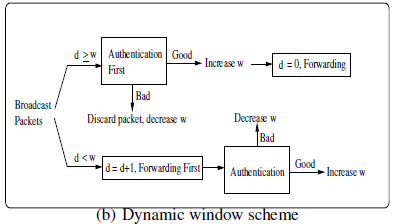 d ≥ w
Authentication
First
Good
Increase w
d = 0, Forwarding
Bad
Discard packet, decrease w
Broadcast
Packets
d < w
d = d+1, Forwarding First
Decrease w
Bad
Authentication
Good
Increase w
(b) Dynamic window scheme